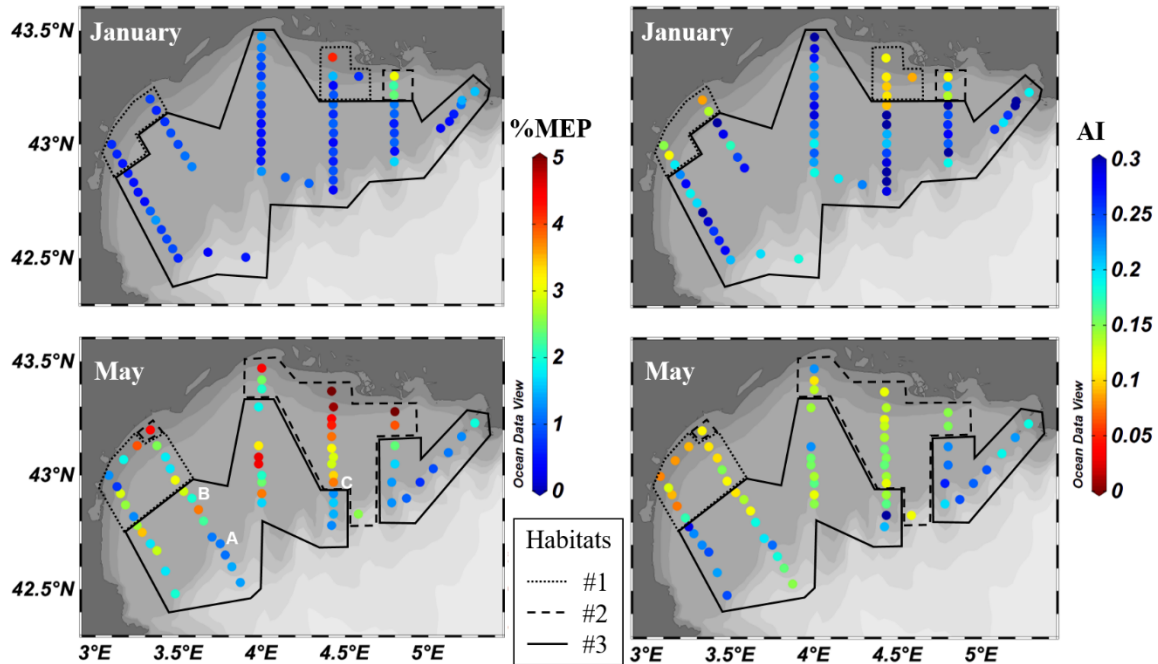 January
43.5°N
43°N
42.5°N
%MEP
5
4
3
2
1
0
Ocean Data View
January
AI
0.3
0.25
0.2
0.15
0.1
0.05
0
Ocean Data View
May
43.5°N
43°N
42.5°N
B
A
C
3°E
3.5°E
4°E
4.5°E
5°E
Habitats
#1
#2
#3
May
3°E
3.5°E
4°E
4.5°E
5°E